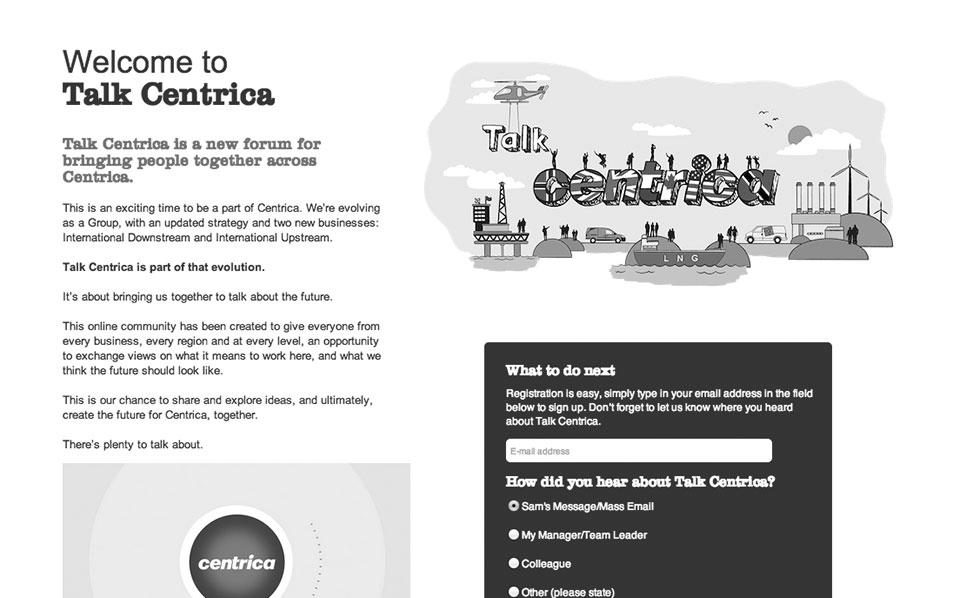 Welcome to
Talk Centrica
Talk Centrica is a new forum for
bringing people together across
Centrica.
This is an exciting time to be a part of Centrica. We're evolving
as a Group, with an updated strategy and two new businesses:
International Downstream and International Upstream.
Talk Centrica is part of that evolution.
It's about bringing us together to talk about the future.
This online community has been created to give everyone from
every business, every region and at every level, an opportunity
to exchange views on what it means to work here, and what we
think the future should look like.
This is our chance to share and explore ideas, and ultimately,
create the future for Centrica, together.
There's plenty to talk about.
centrica
Talk
centrica
LNG
What to do next
Registration is easy, simply type in your email address in the field
below to sign up. Don't forget to let us know where you heard
about Talk Centrica.
E-mail address
How did you hear about Talk Centrica?
Sam's Message/Mass Email
My Manager/Team Leader
Colleague
Other (please state)